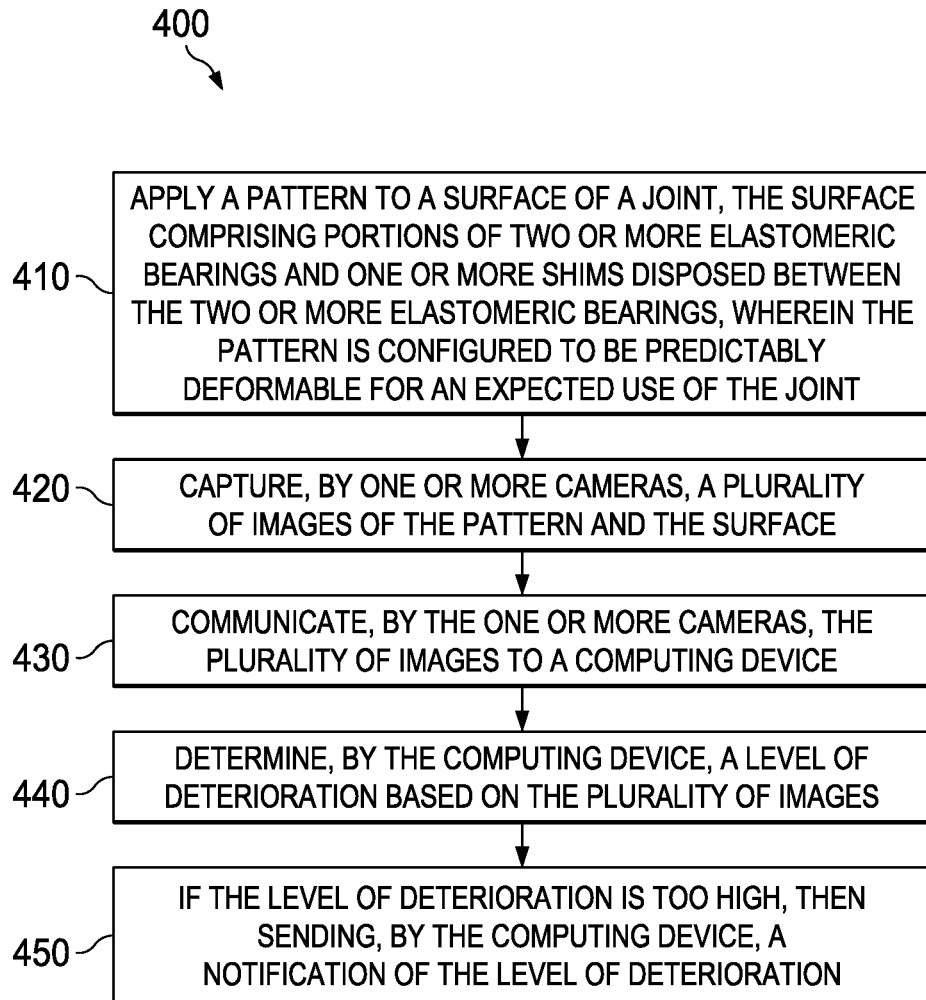 400
APPLY A PATTERN TO A SURFACE OF A JOINT, THE SURFACE
COMPRISING PORTIONS OF TWO OR MORE ELASTOMERIC
BEARINGS AND ONE OR MORE SHIMS DISPOSED BETWEEN
THE TWO OR MORE ELASTOMERIC BEARINGS, WHEREIN THE
PATTERN IS CONFIGURED TO BE PREDICTABLY
DEFORMABLE FOR AN EXPECTED USE OF THE JOINT
410
CAPTURE, BY ONE OR MORE CAMERAS, A PLURALITY
OF IMAGES OF THE PATTERN AND THE SURFACE
420
COMMUNICATE, BY THE ONE OR MORE CAMERAS, THE
PLURALITY OF IMAGES TO A COMPUTING DEVICE
430
DETERMINE, BY THE COMPUTING DEVICE, A LEVEL OF
DETERIORATION BASED ON THE PLURALITY OF IMAGES
440
IF THE LEVEL OF DETERIORATION IS TOO HIGH, THEN
SENDING, BY THE COMPUTING DEVICE, A
NOTIFICATION OF THE LEVEL OF DETERIORATION
450